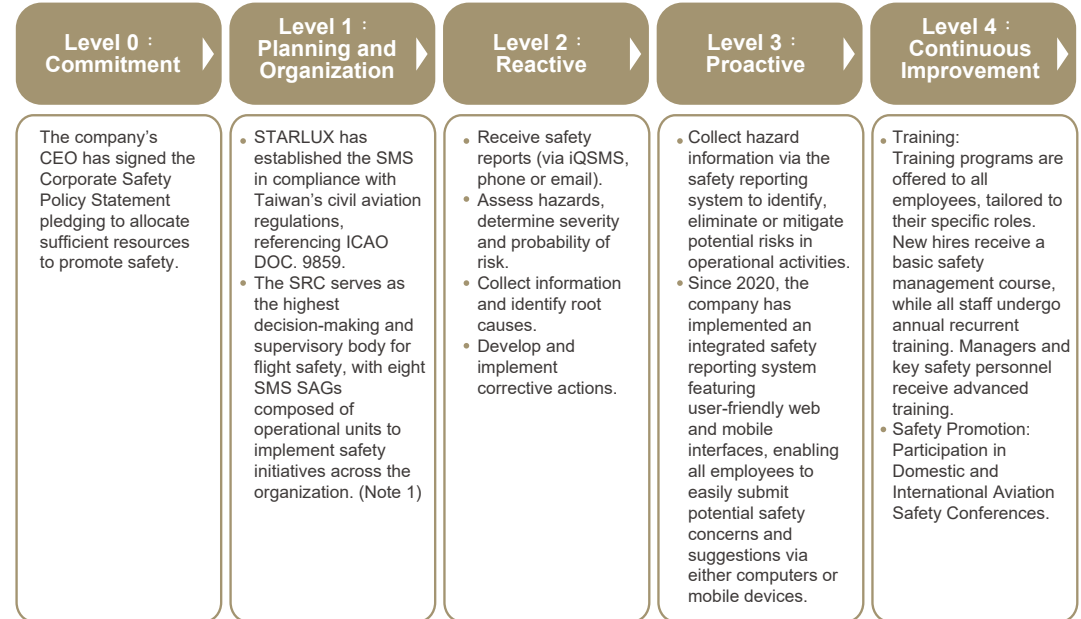 Level 0：
Commitment
The company's
CEO has signed the
Corporate Safety
Policy Statement
pledging to allocate
sufficient resources
to promote safety.
Level 1：
Planning and
Organization
• STARLUX has
established the SMS
in compliance with
Taiwan's civil aviation
regulations,
referencing ICAO
DOC. 9859.
• The SRC serves as
the highest
decision-making and
supervisory body for
flight safety, with eight
SMS SAGs
composed of
operational units to
implement safety
initiatives across the
organization. (Note 1)
Level 2：
Reactive
• Receive safety
reports (via iQSMS,
phone or email).
• Assess hazards,
determine severity
and probability of
risk.
• Collect information
and identify root
causes.
• Develop and
implement
corrective actions.
Level 3：
Proactive
• Collect hazard
information via the
safety reporting
system to identify,
eliminate or mitigate
potential risks in
operational activities.
• Since 2020, the
company has
implemented an
integrated safety
reporting system
featuring
user-friendly web
and mobile
interfaces, enabling
all employees to
easily submit
potential safety
concerns and
suggestions via
either computers or
mobile devices.
Level 4：
Continuous
Improvement
• Training:
Training programs are
offered to all
employees, tailored to
their specific roles.
New hires receive a
basic safety
management course,
while all staff undergo
annual recurrent
training. Managers and
key safety personnel
receive advanced
training.
• Safety Promotion:
Participation in
Domestic and
International Aviation
Safety Conferences.